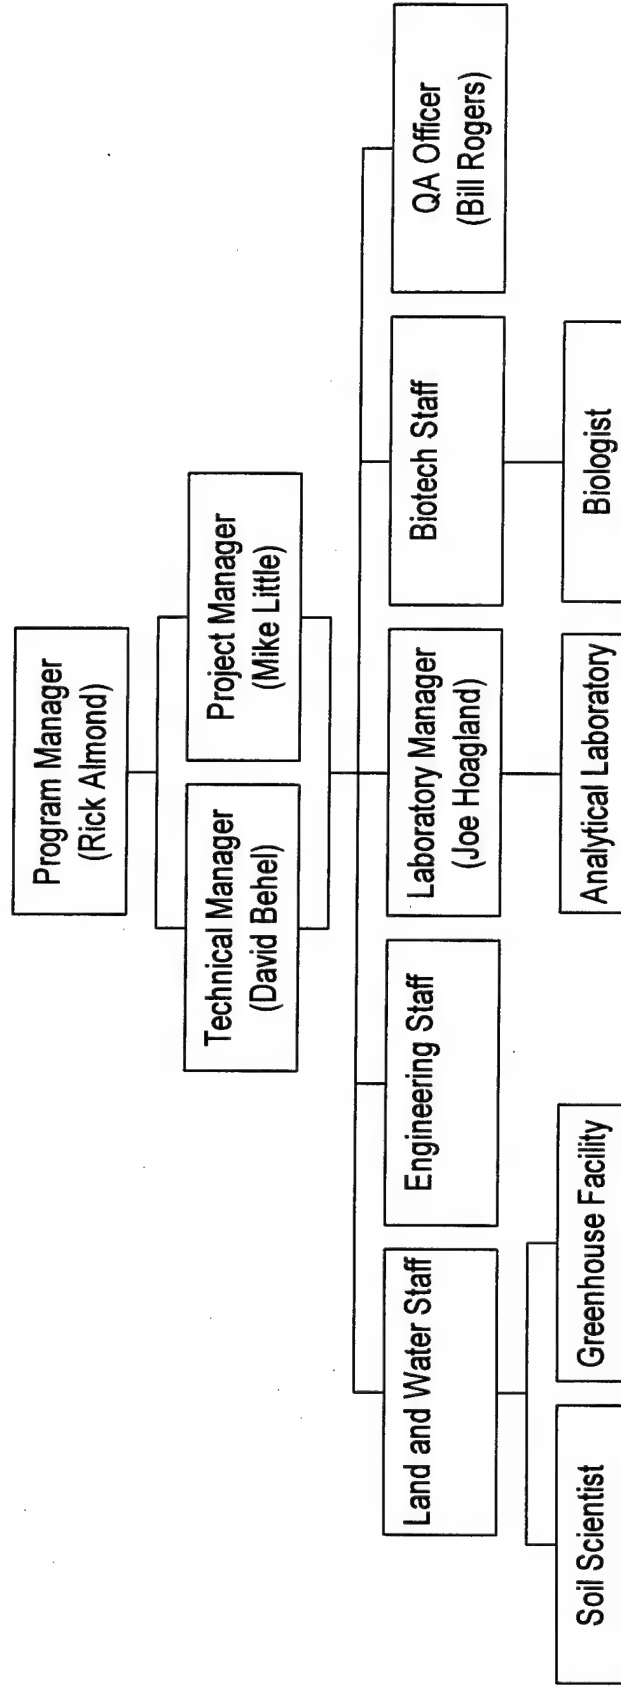 Program Manager
(Rick Almond)
Technical Manager
(David Behel)
Project Manager
(Mike Little)
Land and Water Staff
Engineering Staff
Laboratory Manager
(Joe Hoagland)
Biotech Staff
QA Officer
(Bill Rogers)
Soil Scientist
Greenhouse Facility
Analytical Laboratory
Biologist